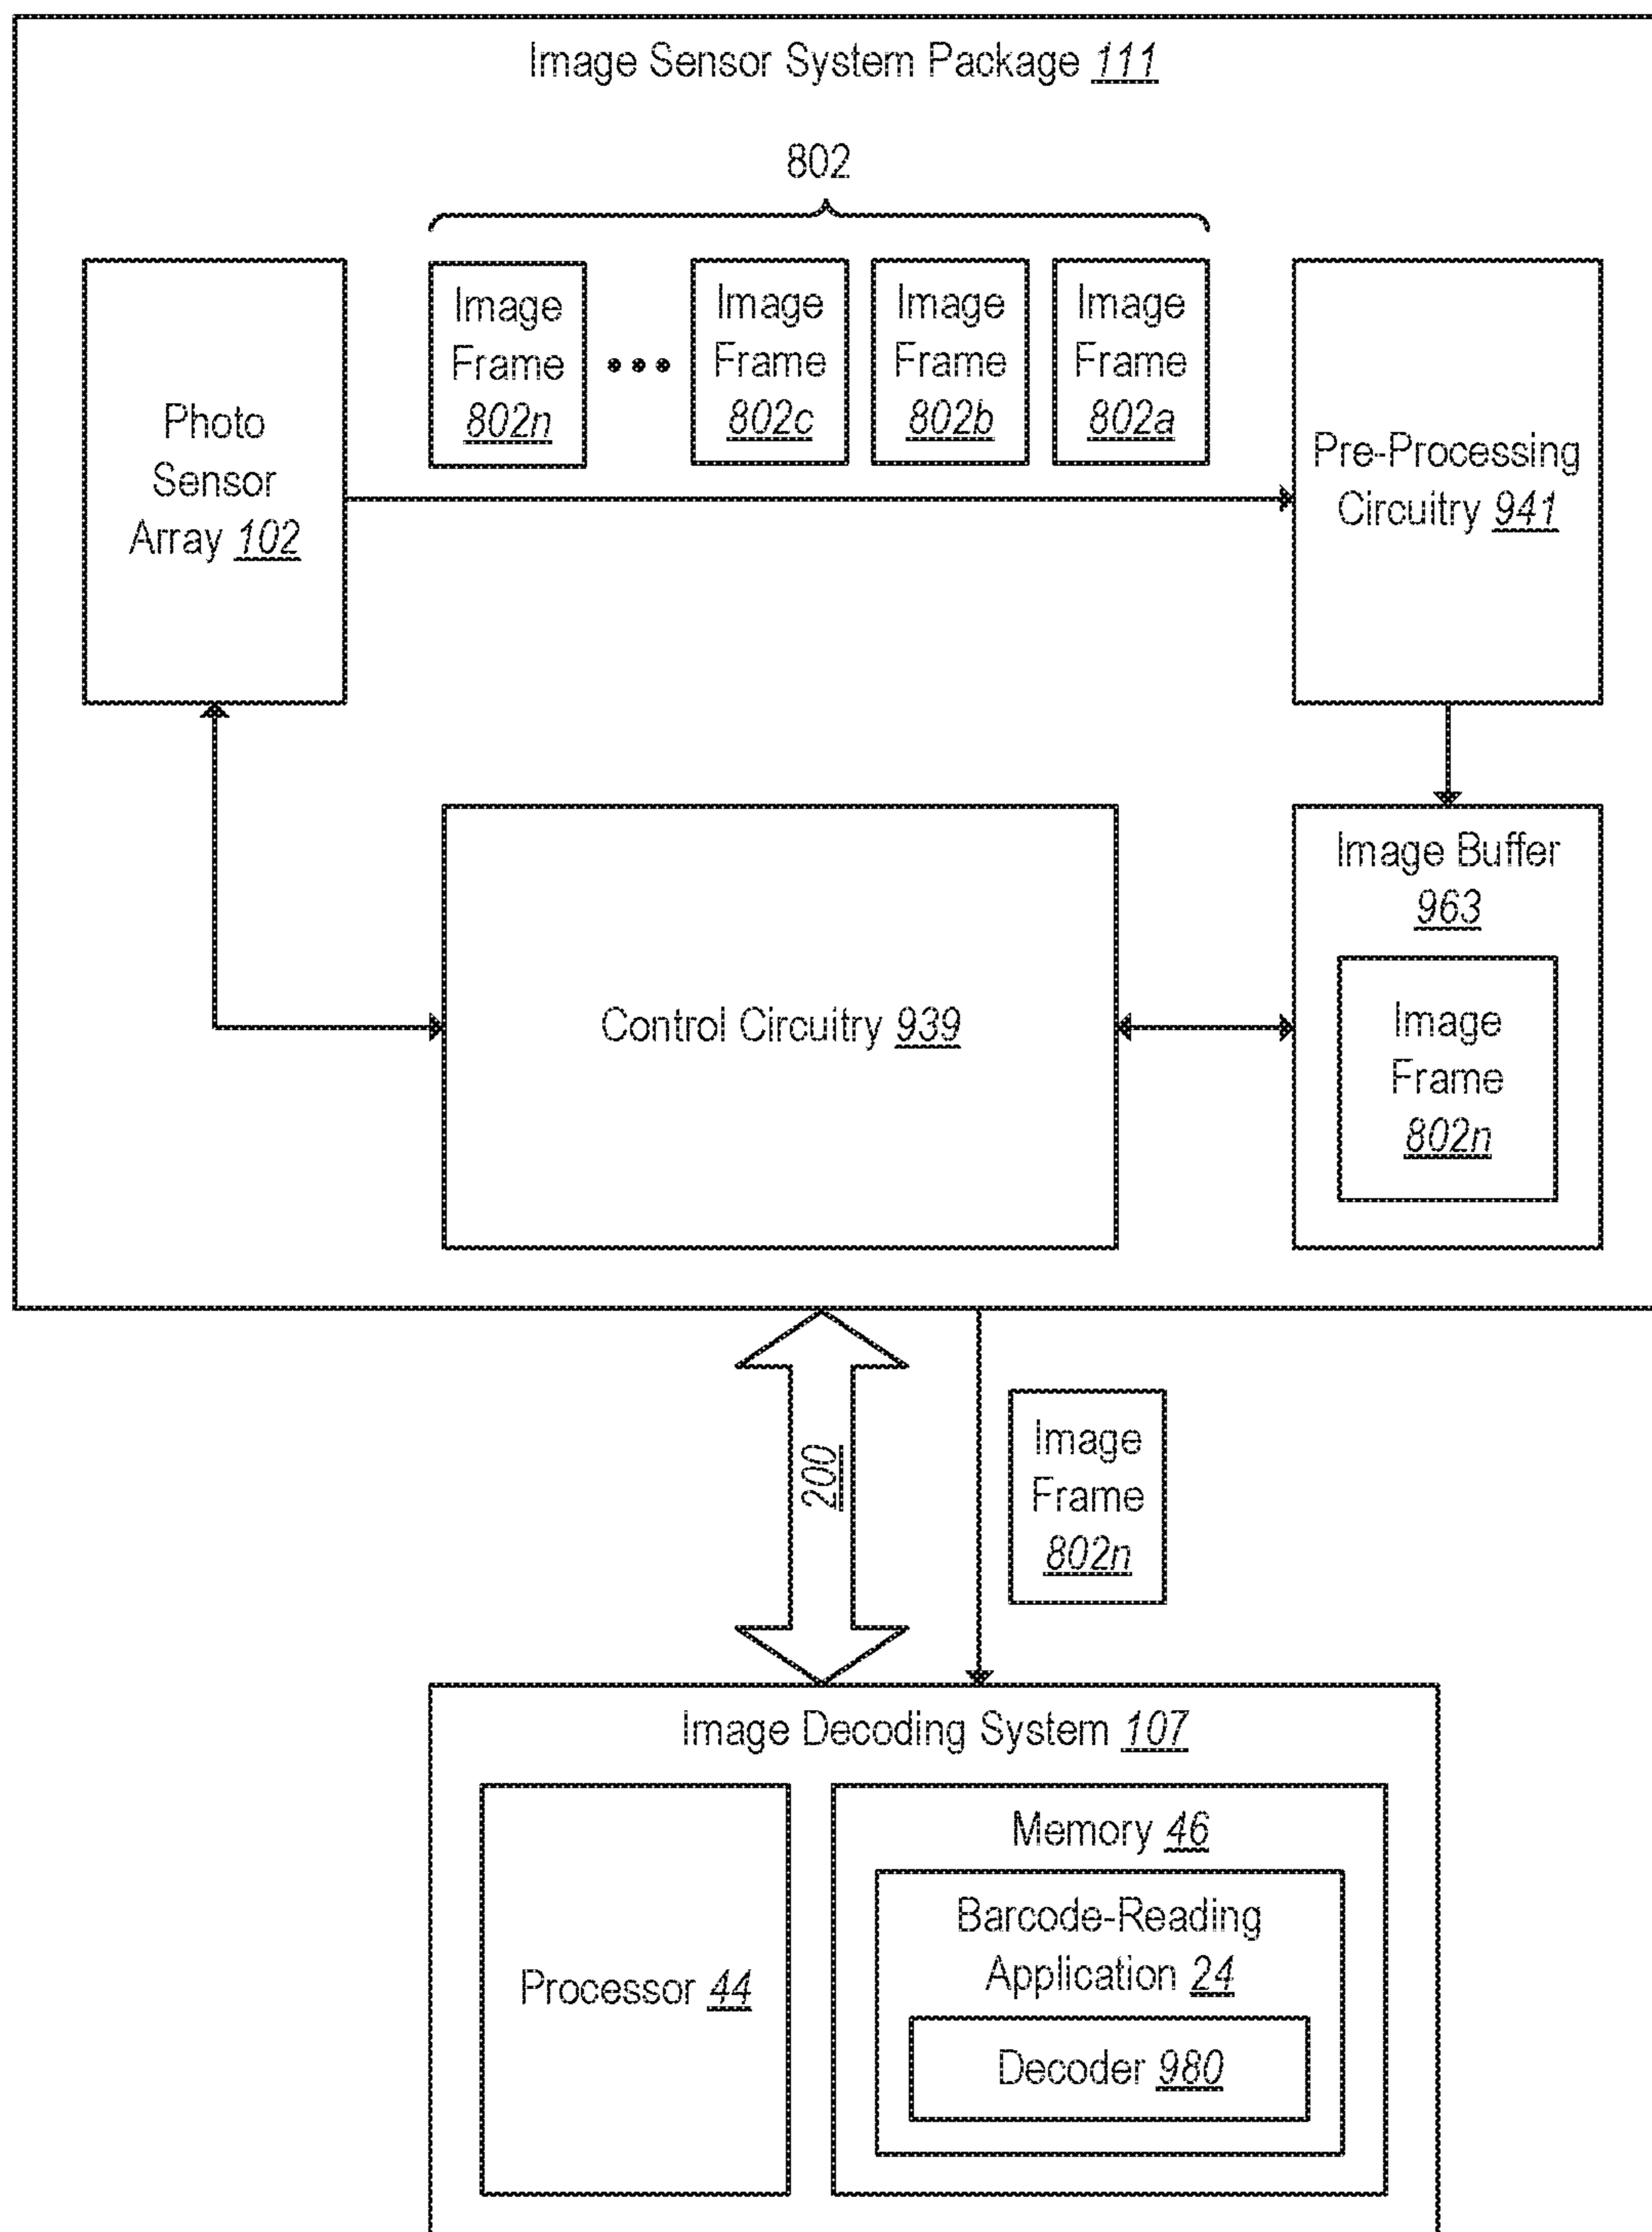 Image Sensor System Package 111
802
Image
Frame
802n
Image
Frame
802c
Image
Frame
802b
Image
Frame
802a
Photo
Sensor
Array 102
Pre-Processing
Circuitry 941
Control Circuitry 939
Image Buffer
963
Image
Frame
802n
200
Image
Frame
802n
Image Decoding System 107
Processor 44
Memory 46
Barcode-Reading
Application 24
Decoder 980